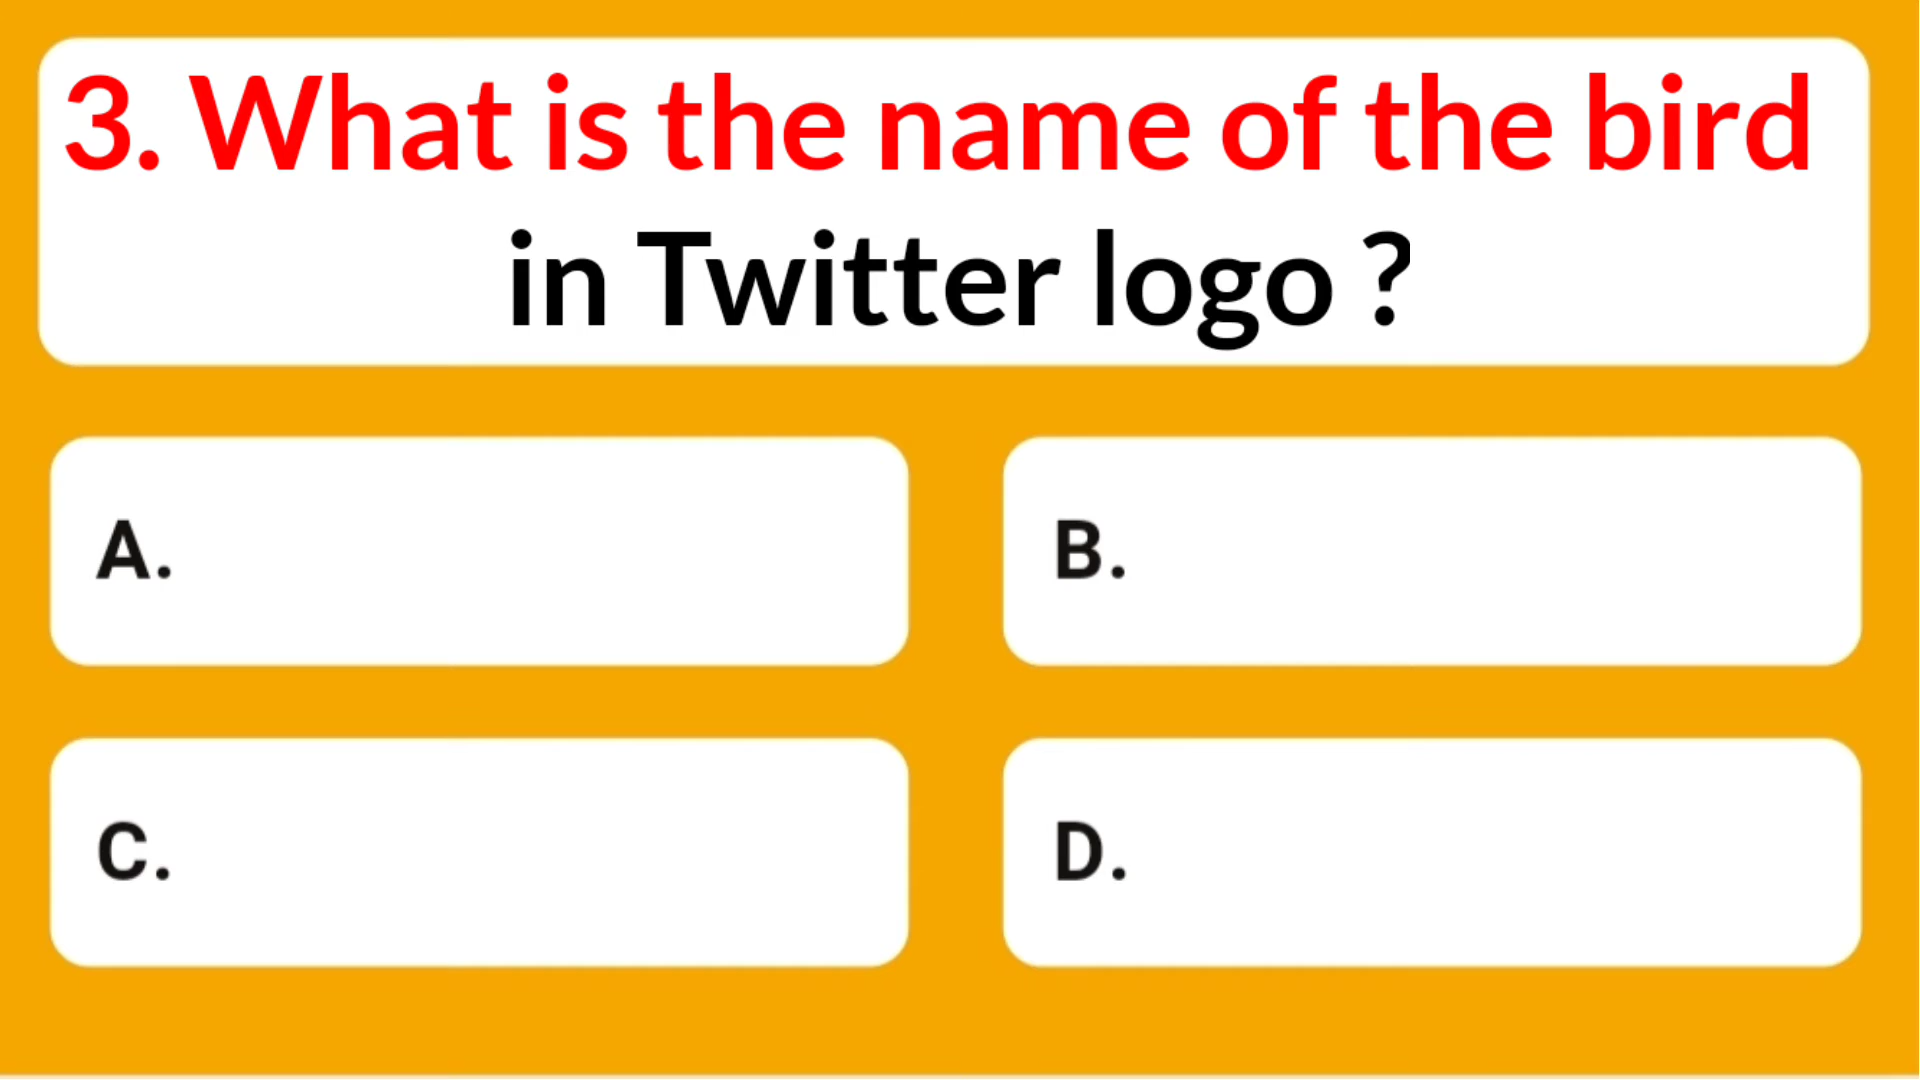 3. What is the name of the bird
in Twitter logo ?
A.
B.
C.
D.